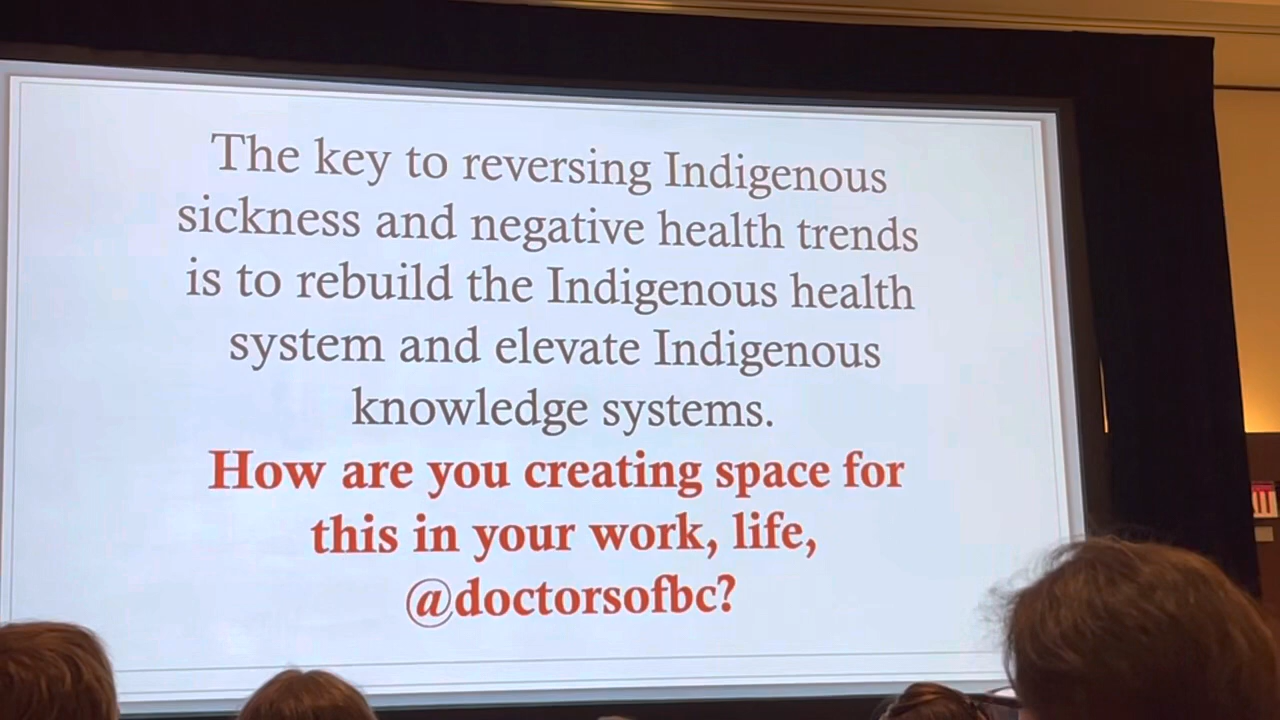 The key to reversing Indigenous
sickness and negative health trends
is to rebuild the Indigenous health
system and elevate Indigenous
knowledge systems.
How are you creating space for
this in your work, life,
@doctorsofbc?